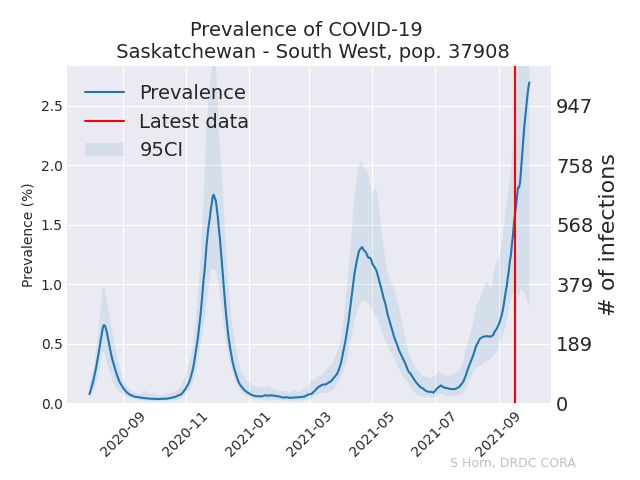 Prevalence of COVID-19
Saskatchewan - South West, pop. 37908
Prevalence
Latest data
95CI
Prevalence (%)
2.5
2.0
1.5
1.0
0.5
0.0
947
758
568
379
189
0
# of infections
2020-09
2020-11
2021-01
2021-03
2021-05
2021-07
2021-09
S Horn, DRDC CORA